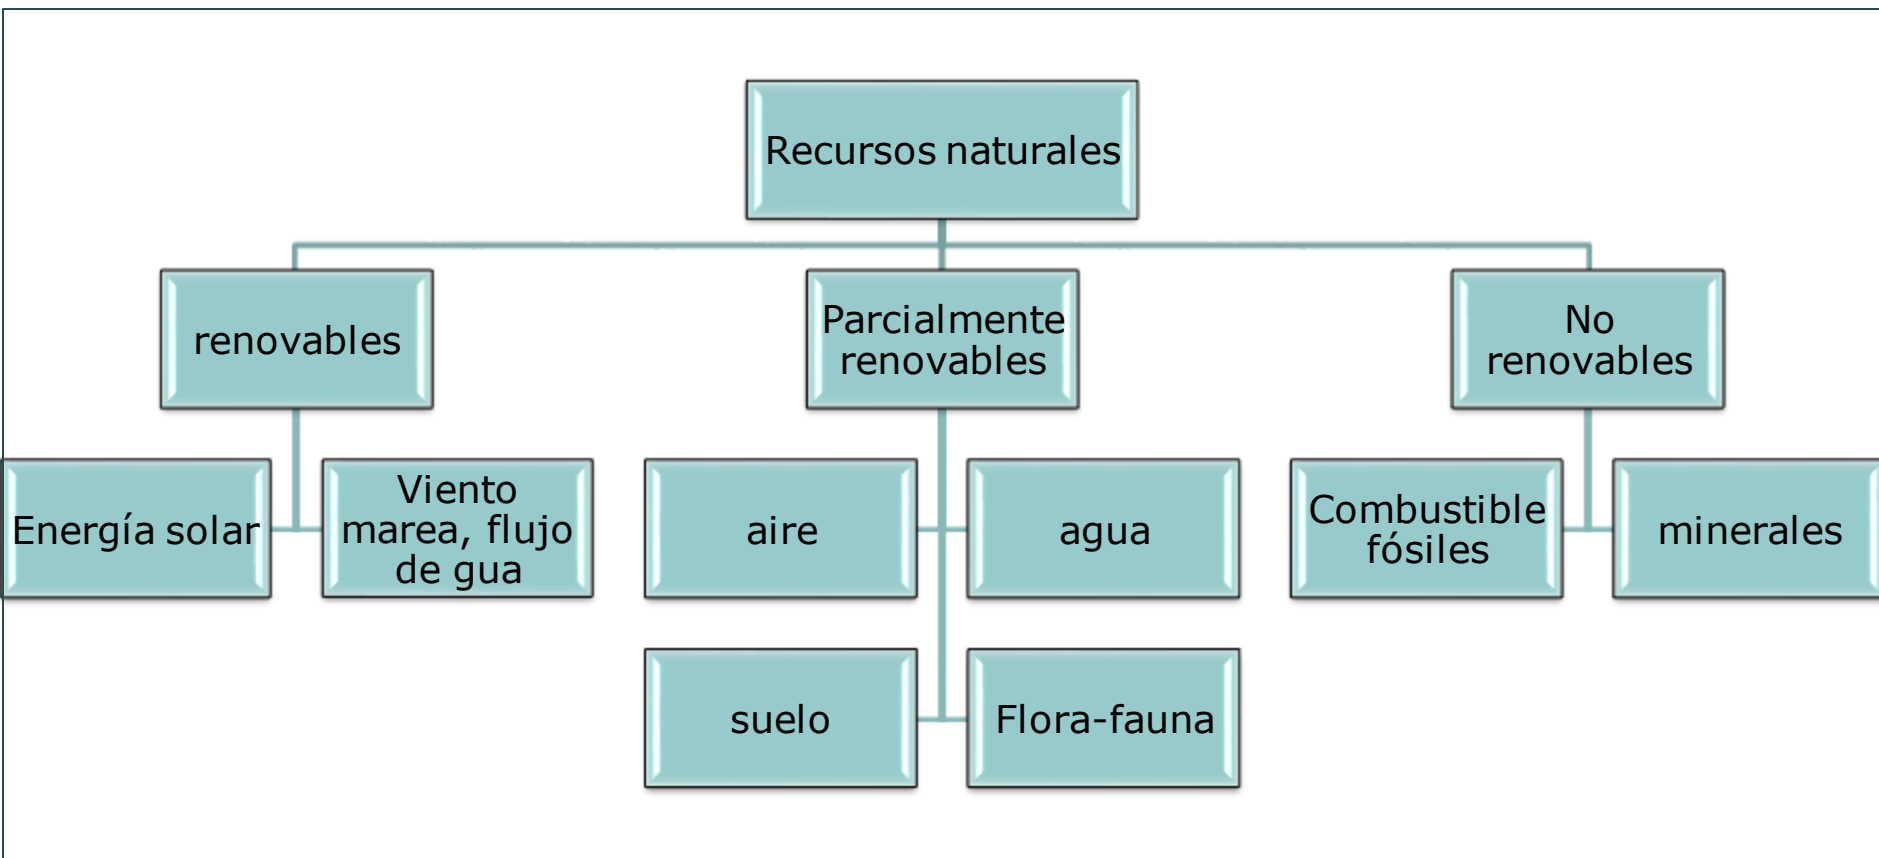 Recursos naturales
renovables
Parcialmente
renovables
No
renovables
Energía solar
Viento
marea, flujo
de gua
aire
agua
Combustible
fósiles
minerales
suelo
Flora-fauna